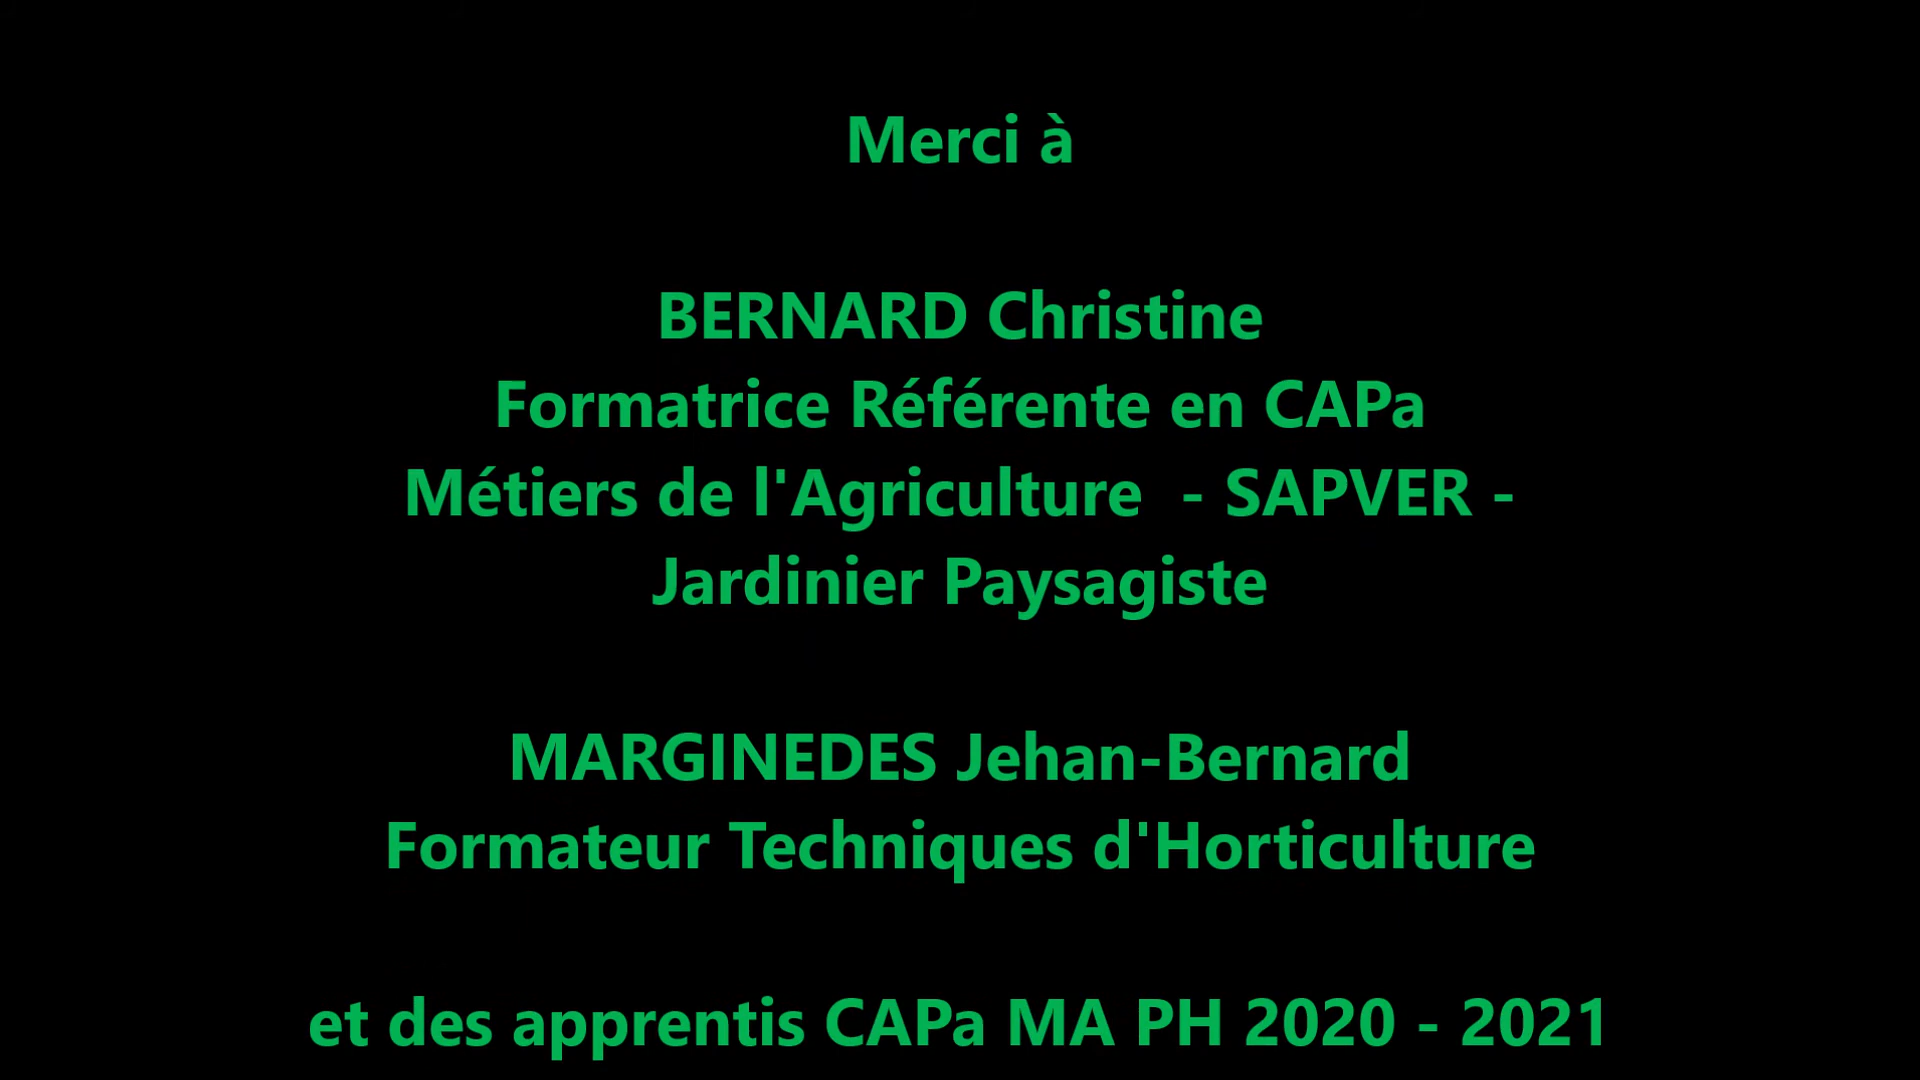 Merci à
BERNARD Christine
Formatrice Référente en CAPa
Métiers de l'Agriculture  - SAPVER -
Jardinier Paysagiste
MARGINEDES Jehan-Bernard
Formateur Techniques d'Horticulture
et des apprentis CAPa MA PH 2020 - 2021